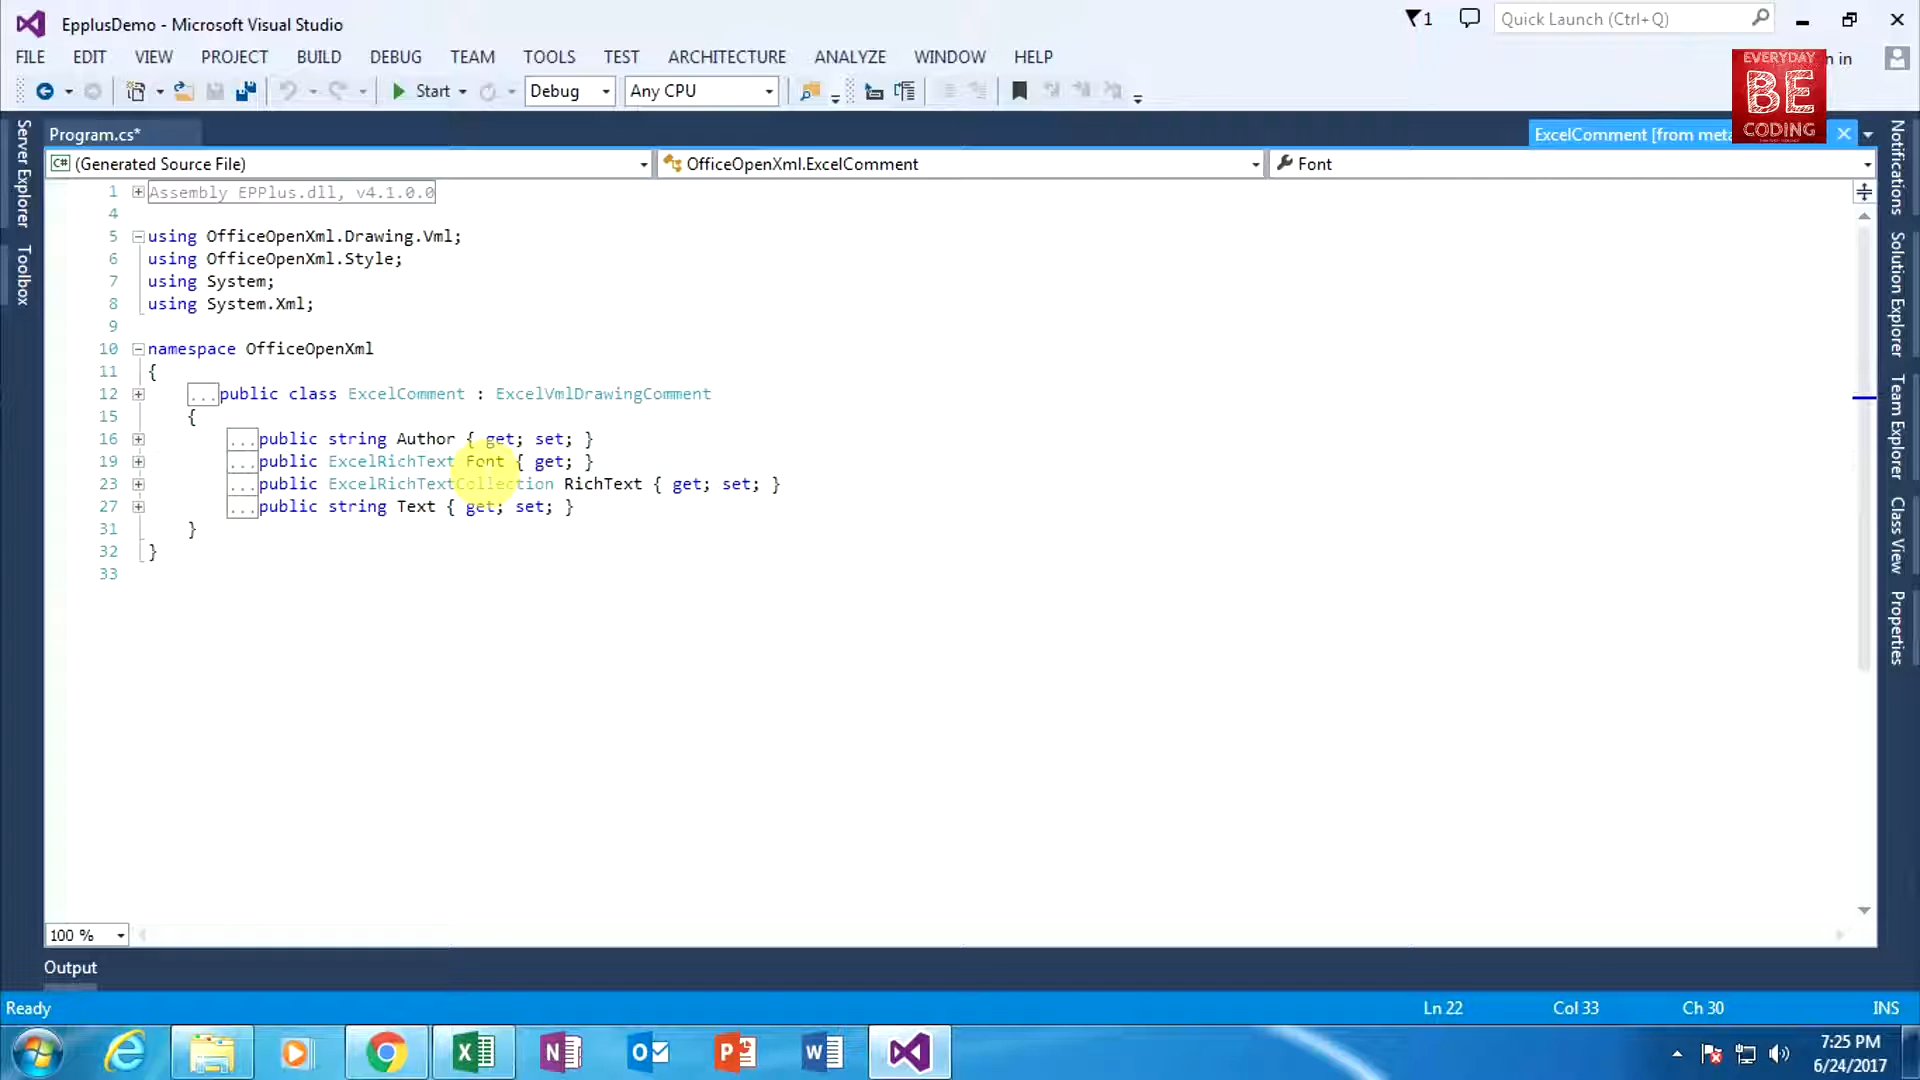 EpplusDemo - Microsoft Visual Studio
1
Quick Launch (Ctrl+Q)
FILE EDIT VIEW PROJECT BUILD DEBUG TEAM TOOLS TEST ARCHITECTURE ANALYZE WINDOW HELP
n in
EVERYDAY
BE
CODING
Start Debug Any CPU
Program.cs*
ExcelComment [from meta
C# (Generated Source File)
OfficeOpenXml.ExcelComment
Font
1 Assembly EPPlus.dll, v4.1.0.0
4
5 using OfficeOpenXml.Drawing.Vml;
6 using OfficeOpenXml.Style;
7 using System;
8 using System.Xml;
9
10 namespace OfficeOpenXml
11 {
12 ...public class ExcelComment : ExcelVmlDrawingComment
15 {
16 ...public string Author { get; set; }
19 ...public ExcelRichText Font { get; }
23 ...public ExcelRichTextCollection RichText { get; set; }
27 ...public string Text { get; set; }
31 }
32 }
33
Server Explorer
Toolbox
Notifications
Solution Explorer
Team Explorer
Class View
Properties
100 %
Output
Ready
Ln 22
Col 33
Ch 30
INS
7:25 PM
6/24/2017